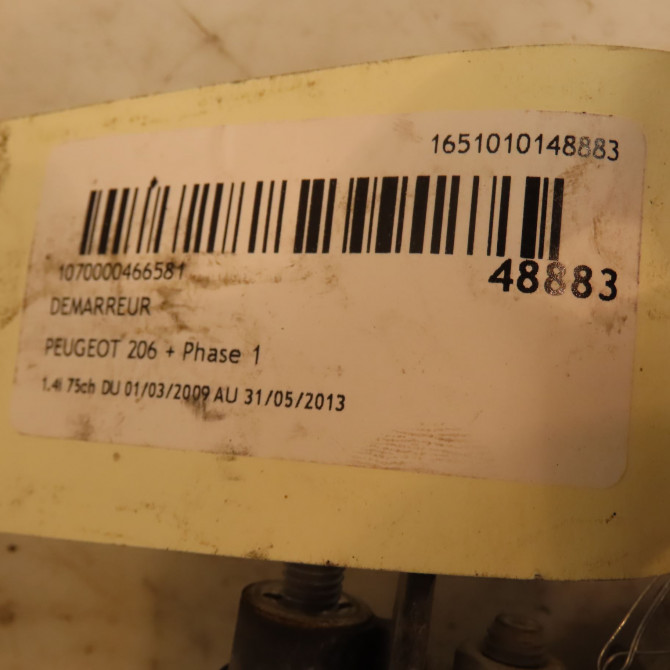 1651010148883
1070000466581
48883
DEMARREUR
PEUGEOT 206 + Phase 1
1.4i 75ch DU 01/03/2009 AU 31/05/2013